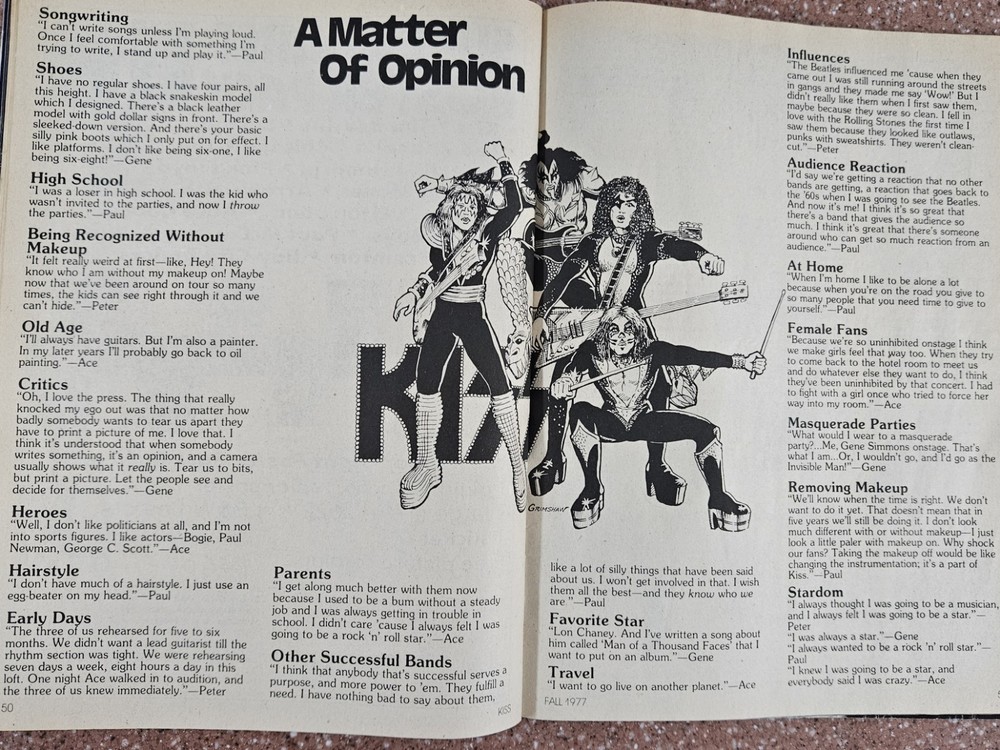 Songwriting
"I can't write songs unless I'm playing loud.
Once I feel comfortable with something I'm
trying to write, I stand up and play it."—Paul
Shoes
"I have no regular shoes. I have four pairs, all
this height. I have a black snakeskin model
which I designed. There's a black leather
model with gold dollar signs in front. There's a
sleeked-down version. And there's your basic
silly pink boots which I only put on for effect. I
like platforms. I don't like being six-one, I like
being six-eight!"—Gene
High School
"I was a loser in high school. I was the kid who
wasn't invited to the parties, and now I throw
the parties."—Paul
Being Recognized Without
Makeup
"It felt really weird at first—like, Hey! They
know who I am without my makeup on! Maybe
now that we've been around on tour so many
times, the kids can see right through it and we
can't hide."—Peter
Old Age
"I'll always have guitars. But I'm also a painter.
In my later years I'll probably go back to oil
painting."—Ace
Critics
"Oh, I love the press. The thing that really
knocked my ego out was that no matter how
badly somebody wants to tear us apart they
have to print a picture of me. I love that. I
think it's understood that when somebody
writes something, it's an opinion, and a camera
usually shows what it really is. Tear us to bits,
but print a picture. Let the people see and
decide for themselves."—Gene
Heroes
"Well, I don't like politicians at all, and I'm not
into sports figures. I like actors—Bogie, Paul
Newman, George C. Scott."—Ace
Hairstyle
"I don't have much of a hairstyle. I just use an
egg-beater on my head."—Paul
Early Days
"The three of us rehearsed for five to six
months. We didn't want a lead guitarist till the
rhythm section was tight. We were rehearsing
seven days a week, eight hours a day in this
loft. One night Ace walked in to audition, and
the three of us knew immediately."—Peter
50
A Matter
Of Opinion
KISS
GRIMSHAW
Parents
"I get along much better with them now
because I used to be a bum without a steady
job and I was always getting in trouble in
school. I didn't care 'cause I always felt I was
going to be a rock 'n' roll star."—Ace
Other Successful Bands
"I think that anybody that's successful serves a
purpose, and more power to 'em. They fulfill a
need. I have nothing bad to say about them,
KISS
like a lot of silly things that have been said
about us. I won't get involved in that. I wish
them all the best—and they know who we
are."—Paul
Favorite Star
"Lon Chaney. And I've written a song about
him called 'Man of a Thousand Faces' that I
want to put on an album."—Gene
Travel
"I want to go live on another planet."—Ace
FALL 1977
Influences
"The Beatles influenced me 'cause when they
came out I was still running around the streets
in gangs and they made me say 'Wow!' But I
didn't really like them when I first saw them,
maybe because they were so clean. I fell in
love with the Rolling Stones the first time I
saw them because they looked like outlaws,
punks with sweatshirts. They weren't clean-
cut."—Peter
Audience Reaction
"I'd say we're getting a reaction that no other
bands are getting, a reaction that goes back to
the '60s when I was going to see the Beatles.
And now it's me! I think it's so great that
there's a band that gives the audience so
much. I think it's great that there's someone
around who can get so much reaction from an
audience."—Paul
At Home
"When I'm home I like to be alone a lot
because when you're on the road you give to
so many people that you need time to give to
yourself."—Paul
Female Fans
"Because we're so uninhibited onstage I think
we make girls feel that way too. When they try
to come back to the hotel room to meet us
and do whatever else they want to do, I think
they've been uninhibited by that concert. I had
to fight with a girl once who tried to force her
way into my room."—Ace
Masquerade Parties
"What would I wear to a masquerade
party?...Me, Gene Simmons onstage. That's
what I am...Or, I wouldn't go, and I'd go as the
Invisible Man!"—Gene
Removing Makeup
"We'll know when the time is right. We don't
want to do it yet. That doesn't mean that in
five years we'll still be doing it. I don't look
much different with or without makeup—I just
look a little paler with makeup on. Why shock
our fans? Taking the makeup off would be like
changing the instrumentation; it's a part of
Kiss."—Paul
Stardom
"I always thought I was going to be a musician,
and I always felt I was going to be a star."—
Peter
"I was always a star."—Gene
"I always wanted to be a rock 'n' roll star."—
Paul
"I knew I was going to be a star, and
everybody said I was crazy."—Ace